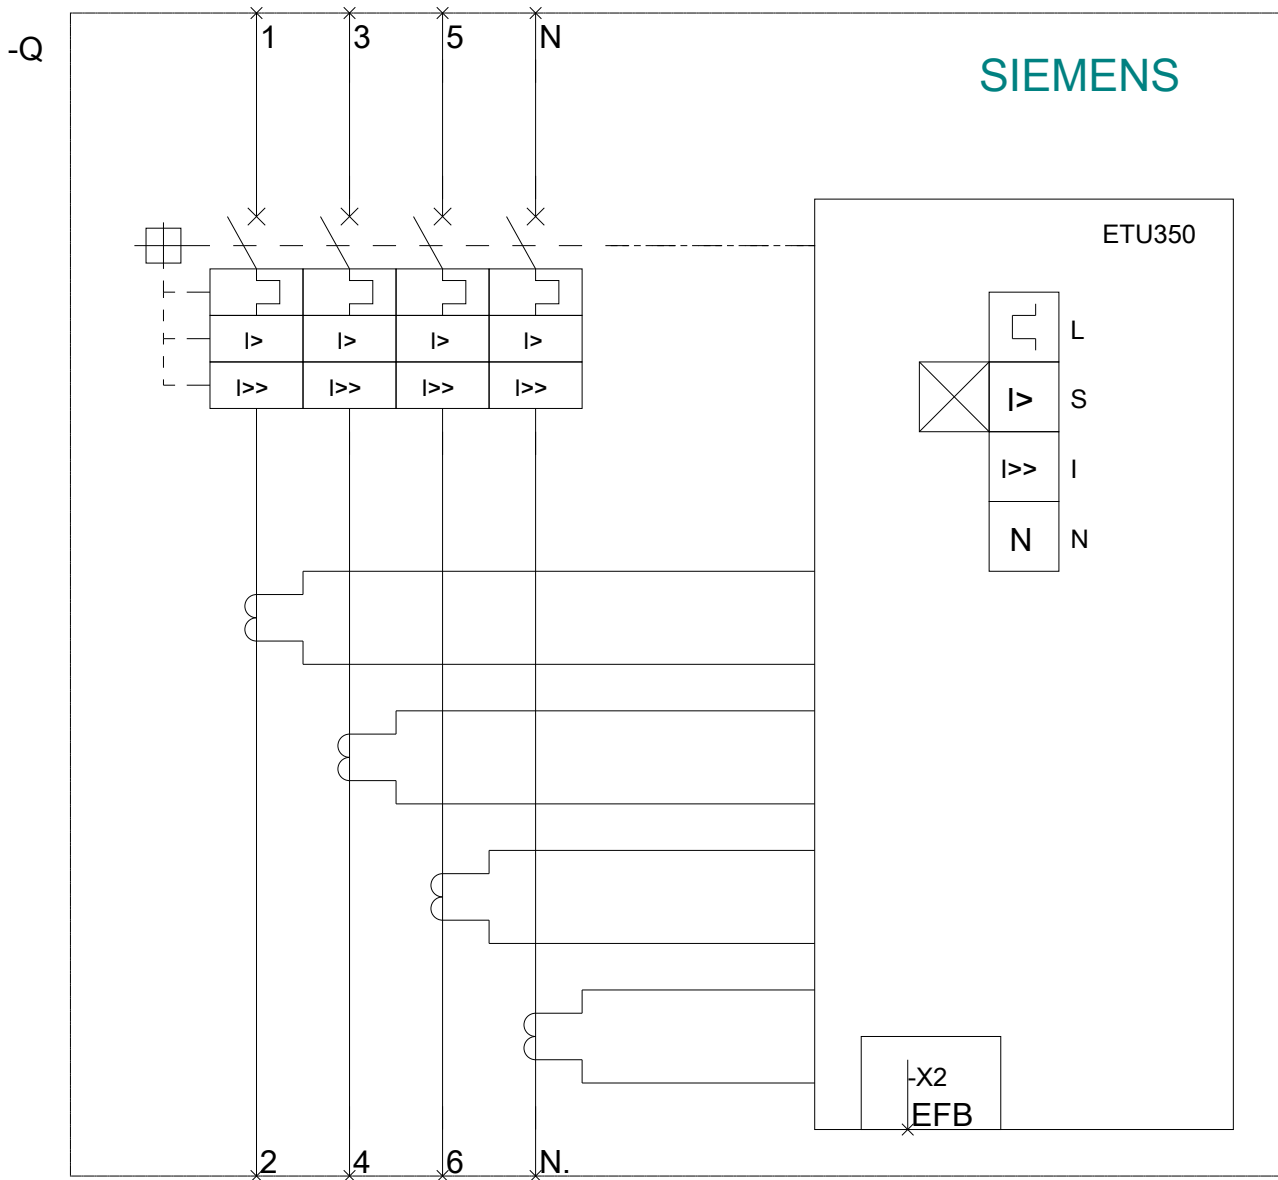 1 3 5 N
-Q
SIEMENS
ETU350
L
I> I> I> I>
I>> I>> I>> I>>
I> S
I>> I
N N
-X2
EFB
2 4 6 N.